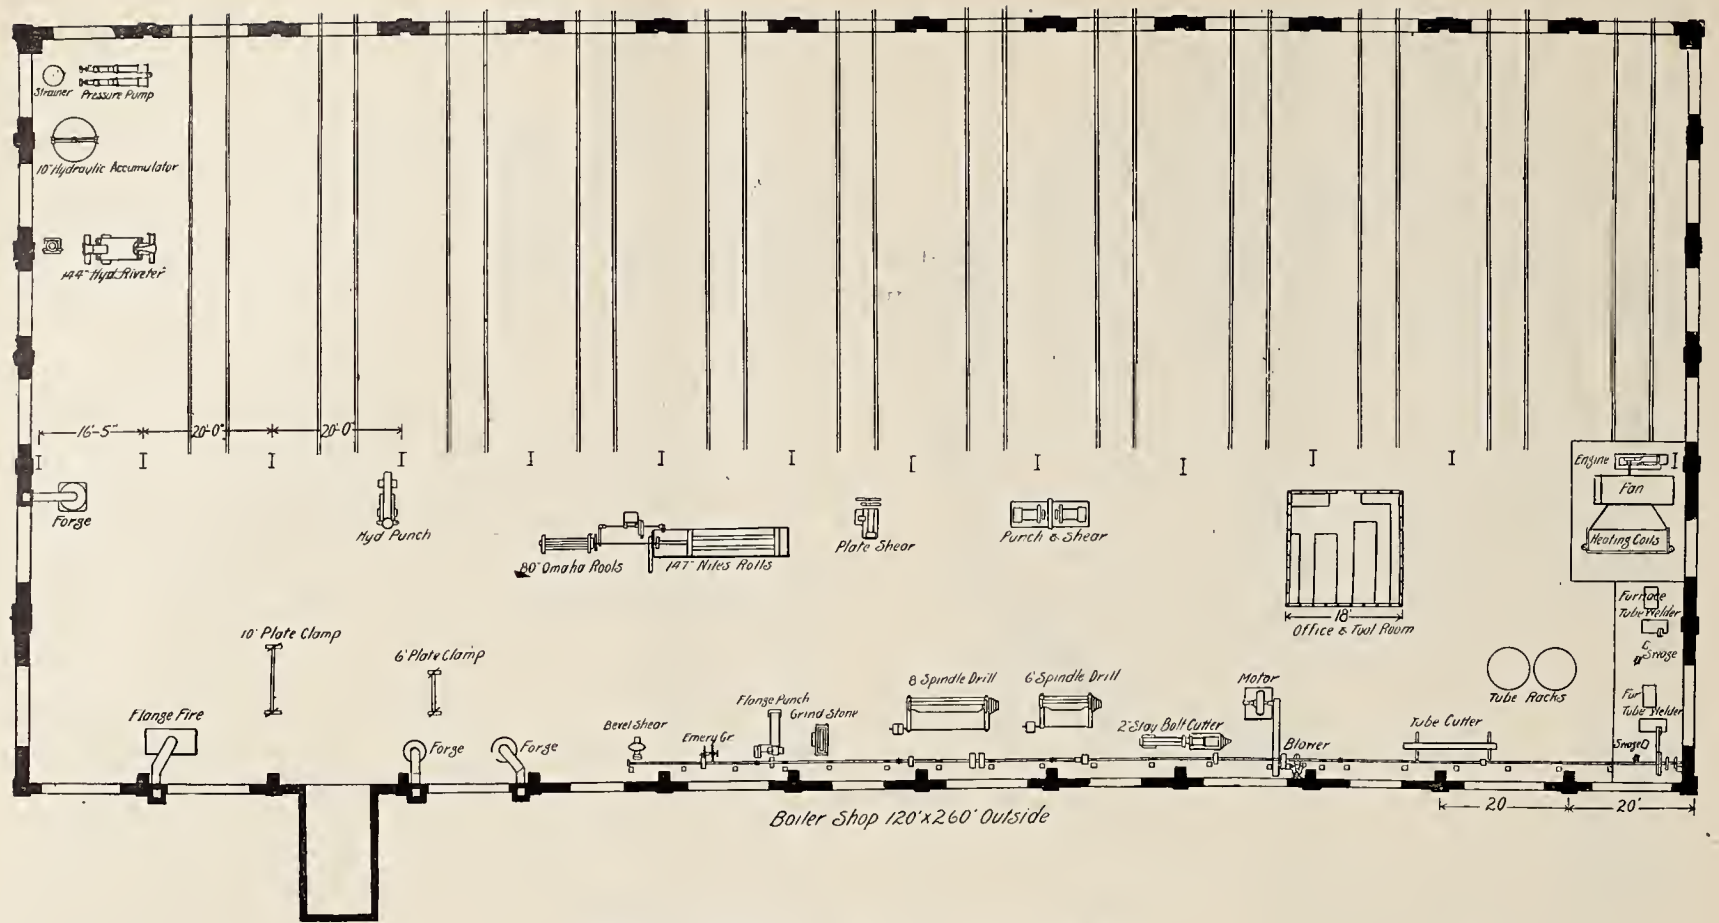 Strainer
Pressure Pump
10" Hydraulic Accumulator
144" Hyd. Riveter
16'-5"
20'-0"
20'-0"
Forge
Hyd Punch
80" Omaha Rools
147" Niles Rolls
Plate Shear
Punch & Shear
Engine
Fan
Heating Coils
18'
Office & Tool Room
Furnace
Tube Welder
Swage
10' Plate Clamp
6' Plate Clamp
Flange Fire
Forge
Forge
Bevel Shear
Emery Gr.
Flange Punch
Grind Stone
8 Spindle Drill
6 Spindle Drill
2" Stay Bolt Cutter
Motor
Blower
Tube Cutter
Tube Racks
Fur
Tube Welder
Swage
20
20'
Boiler Shop 120'x260' Outside